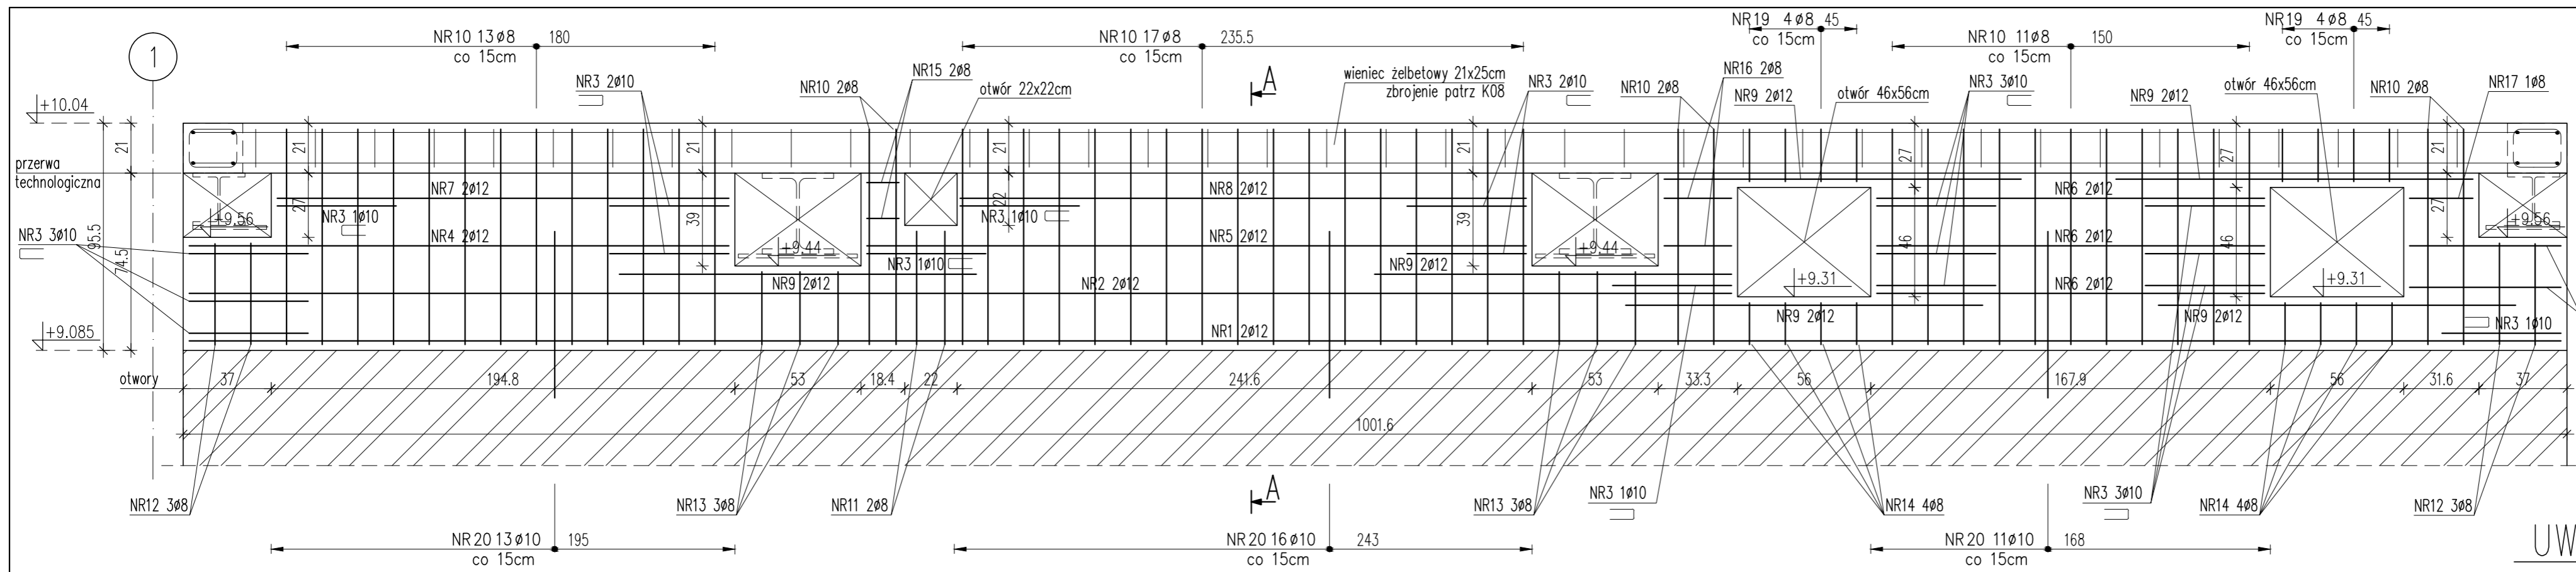 NR10 13ø8 180
co 15cm
NR10 17ø8 235.5
co 15cm
NR19 4ø8 45
co 15cm
NR10 11ø8 150
co 15cm
NR19 4ø8 45
co 15cm
1
NR3 2ø10
NR10 2ø8
NR15 2ø8
otwór 22x22cm
A
wieniec żelbetowy 21x25cm
zbrojenie patrz K08
NR3 2ø10
NR10 2ø8
NR16 2ø8
NR9 2ø12
otwór 46x56cm
NR3 3ø10
NR9 2ø12
otwór 46x56cm
NR10 2ø8
NR17 1ø8
+10.04
przerwa
technologiczna
21
21
21
21
21
27
27
21
95.5
74.5
27
39
22
39
46
46
27
NR7 2ø12
NR8 2ø12
NR6 2ø12
+9.56
NR3 1ø10
NR3 1ø10
+9.56
NR3 3ø10
NR4 2ø12
+9.44
NR5 2ø12
+9.44
NR6 2ø12
NR3 1ø10
NR9 2ø12
NR9 2ø12
NR2 2ø12
+9.31
NR6 2ø12
+9.31
NR9 2ø12
NR9 2ø12
NR3 1ø10
+9.085
NR1 2ø12
otwory
37
194.8
53
18.4
22
241.6
53
33.3
56
167.9
56
31.6
37
1001.6
NR12 3ø8
NR13 3ø8
NR11 2ø8
A
NR13 3ø8
NR3 1ø10
NR14 4ø8
NR3 3ø10
NR14 4ø8
NR12 3ø8
NR20 13ø10 195
co 15cm
NR20 16ø10 243
co 15cm
NR20 11ø10 168
co 15cm
UW